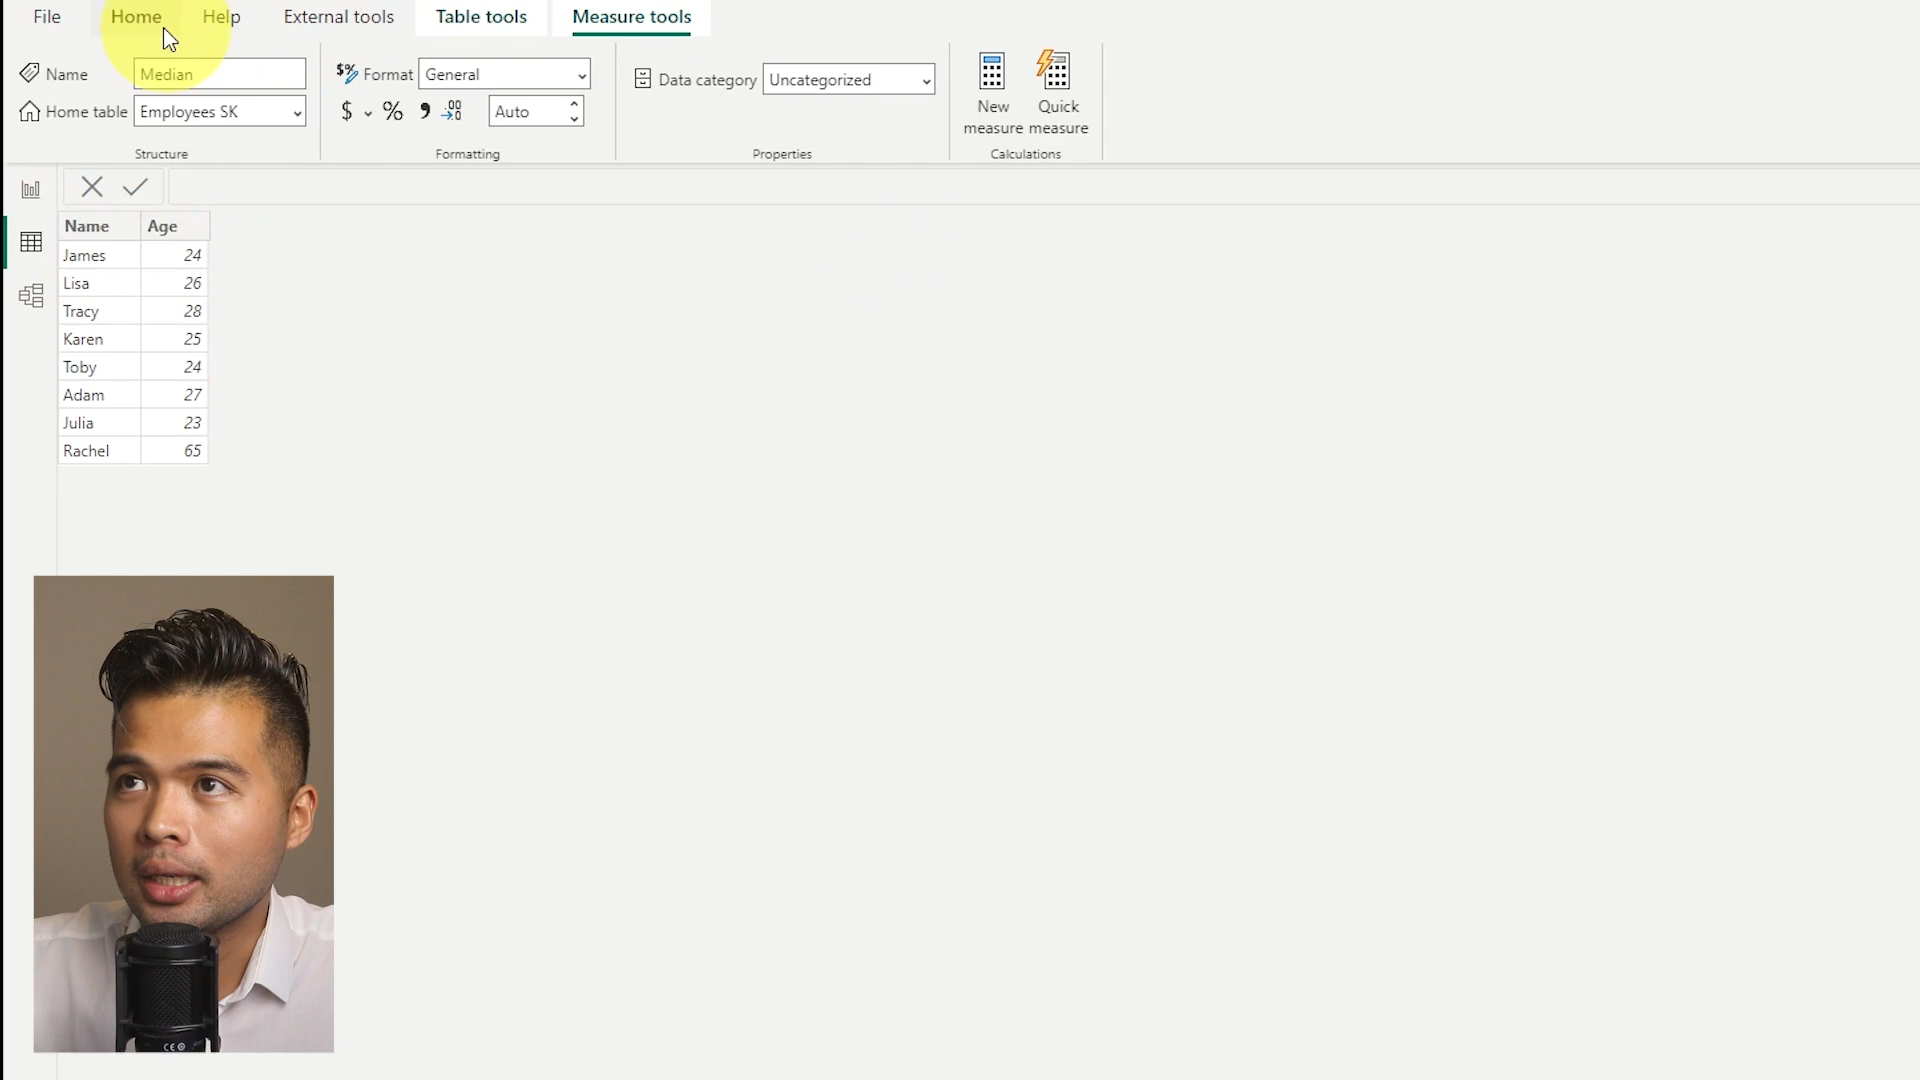 File Home Help External tools Table tools Measure tools
Name Median $% Format General Data category Uncategorized New measure Quick measure
Home table Employees SK $ % , .00 Auto
Structure Formatting Properties Calculations
Name Age
James 24
Lisa 26
Tracy 28
Karen 25
Toby 24
Adam 27
Julia 23
Rachel 65
CE